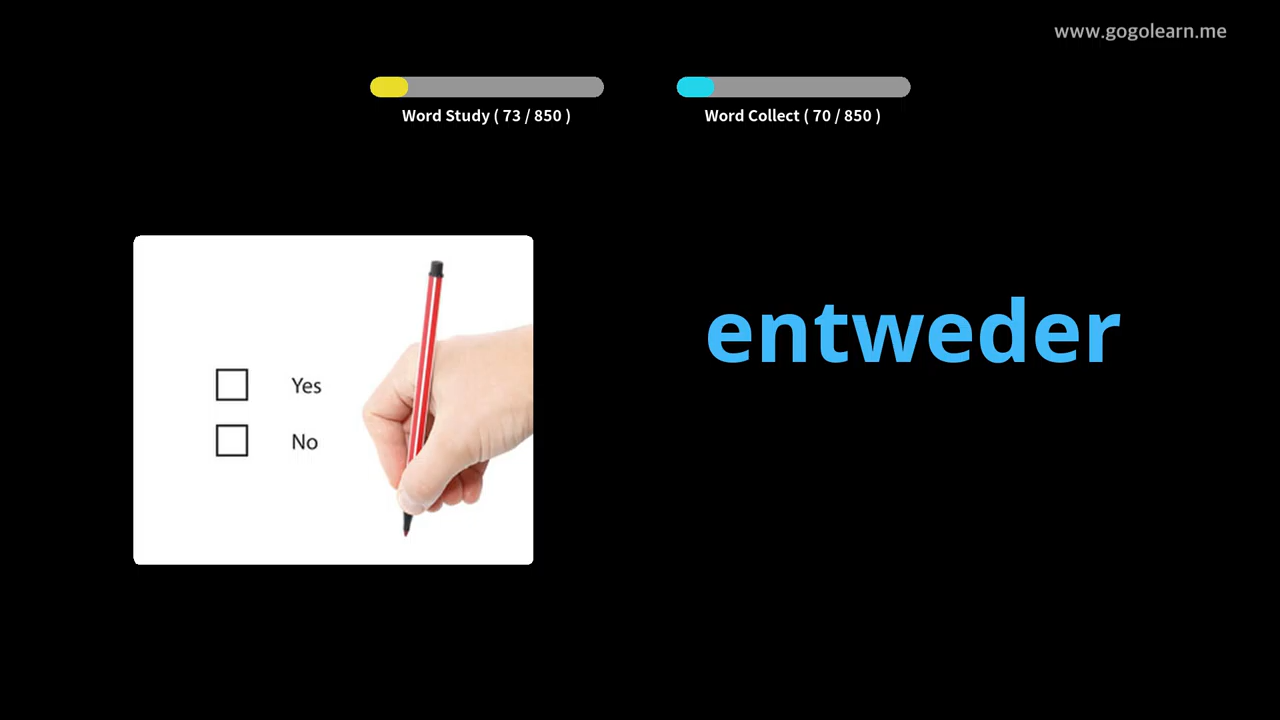 www.gogolearn.me
Word Study ( 73 / 850 )
Word Collect ( 70 / 850 )
entweder
Yes
No